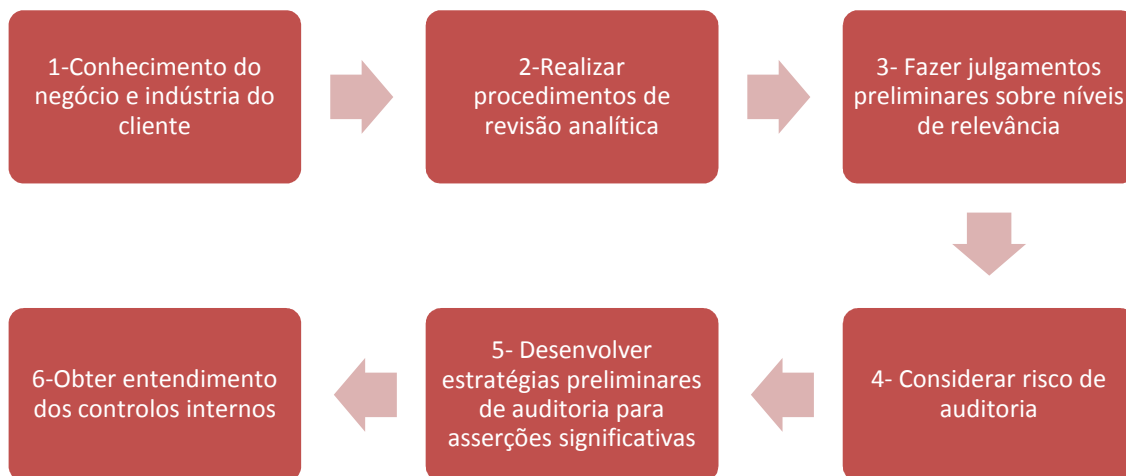 1-Conhecimento do
negócio e indústria do
cliente
2-Realizar
procedimentos de
revisão analítica
3- Fazer julgamentos
preliminares sobre níveis
de relevância
4- Considerar risco de
auditoria
5- Desenvolver
estratégias preliminares
de auditoria para
asserções significativas
6-Obter entendimento
dos controlos internos